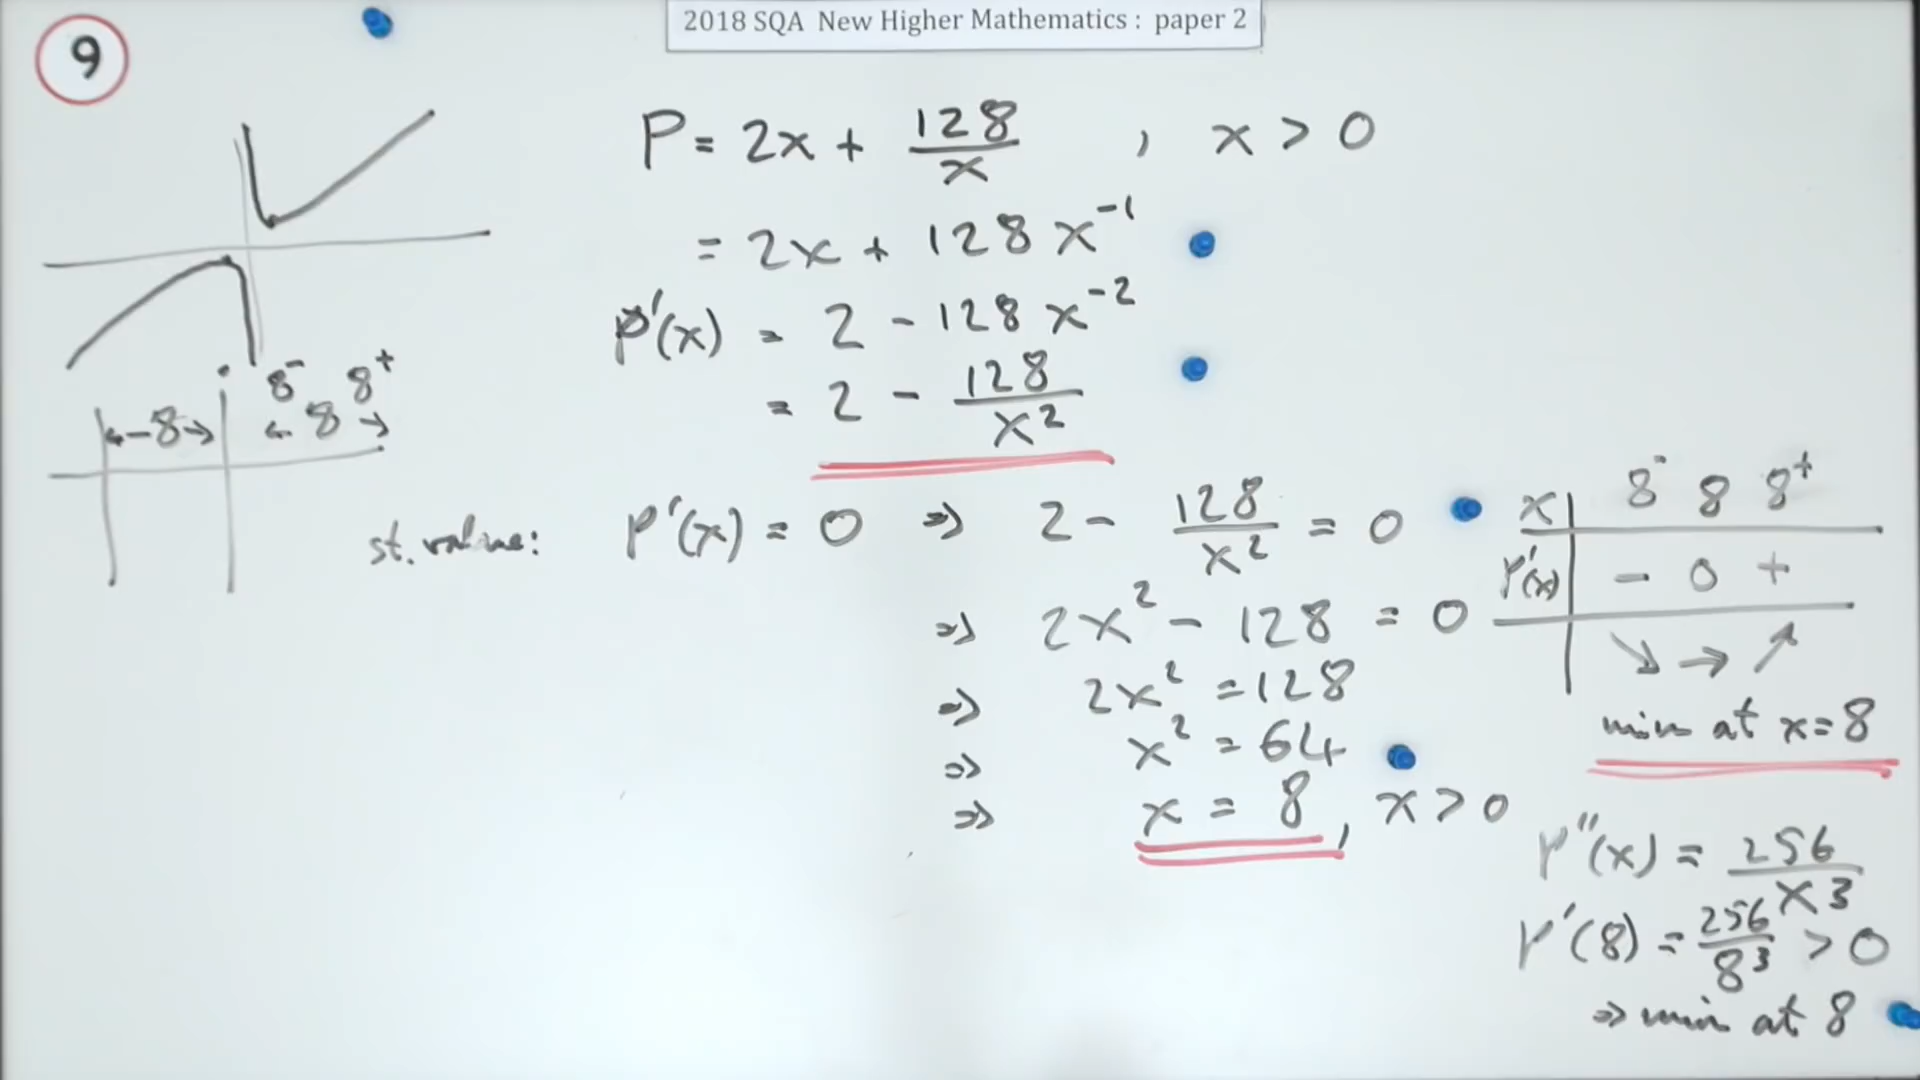 9
2018 SQA New Higher Mathematics : paper 2
P = 2x + 128/x , x > 0
= 2x + 128x⁻¹
P'(x) = 2 - 128x⁻²
= 2 - 128/x²
8⁻ 8⁺
←8→ ←8→
st. value: P'(x) = 0 ⇒ 2 - 128/x² = 0
⇒ 2x² - 128 = 0
⇒ 2x² = 128
⇒ x² = 64
⇒ x = 8, x > 0
x 8⁻ 8 8⁺
P'(x) - 0 +
↘ → ↗
min at x = 8
P''(x) = 256/x³
P'(8) = 256/8³ > 0
⇒ min at 8